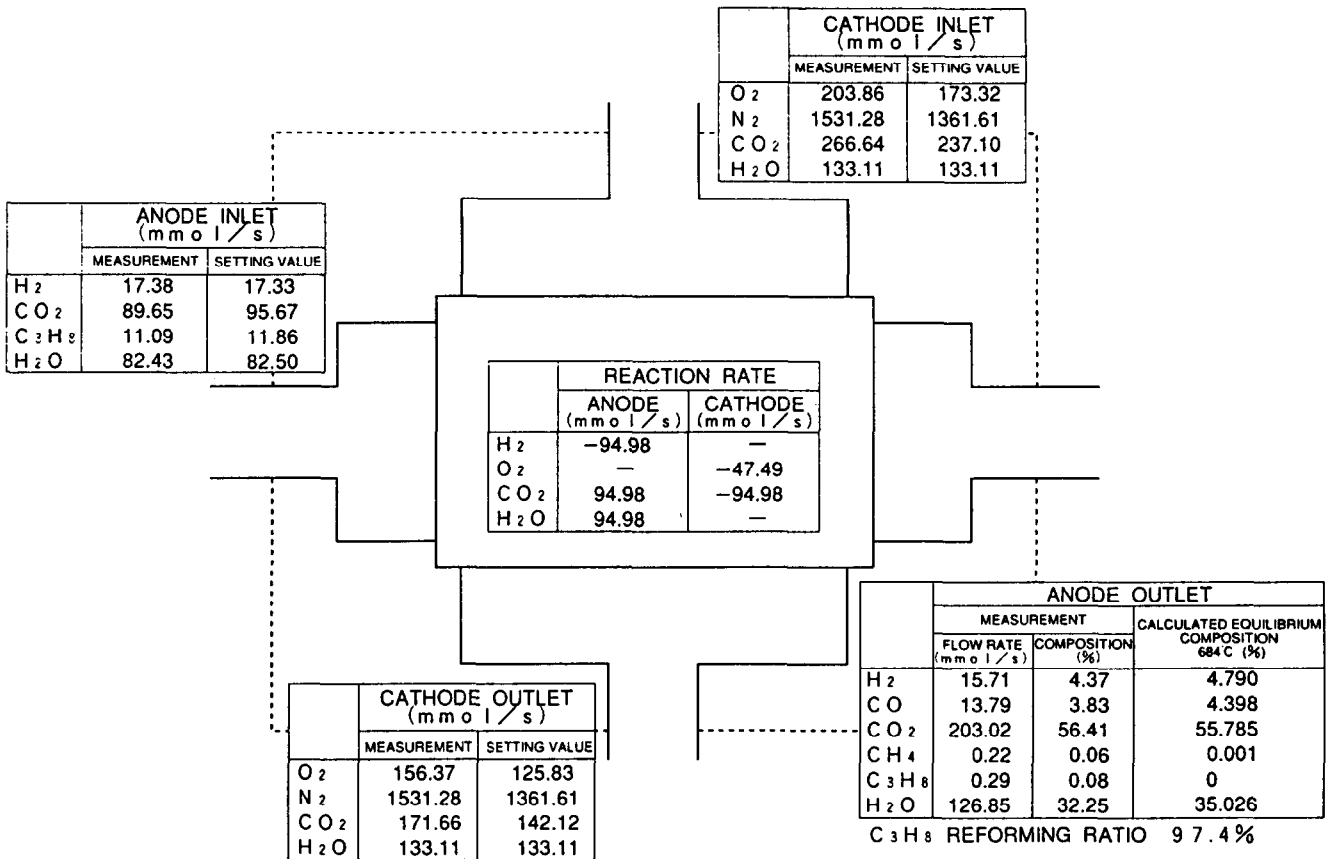 CATHODE INLET
(mmol/s)
MEASUREMENT SETTING VALUE
O2 203.86 173.32
N2 1531.28 1361.61
CO2 266.64 237.10
H2O 133.11 133.11
ANODE INLET
(mmol/s)
MEASUREMENT SETTING VALUE
H2 17.38 17.33
CO2 89.65 95.67
C3H8 11.09 11.86
H2O 82.43 82.50
REACTION RATE
ANODE CATHODE
(mmol/s) (mmol/s)
H2 −94.98 —
O2 — −47.49
CO2 94.98 −94.98
H2O 94.98 —
ANODE OUTLET
MEASUREMENT CALCULATED EQUILIBRIUM
COMPOSITION
684℃ (%)
FLOW RATE COMPOSITION
(mmol/s) (%)
H2 15.71 4.37 4.790
CO 13.79 3.83 4.398
CO2 203.02 56.41 55.785
CH4 0.22 0.06 0.001
C3H8 0.29 0.08 0
H2O 126.85 32.25 35.026
C3H8 REFORMING RATIO 97.4%
CATHODE OUTLET
(mmol/s)
MEASUREMENT SETTING VALUE
O2 156.37 125.83
N2 1531.28 1361.61
CO2 171.66 142.12
H2O 133.11 133.11